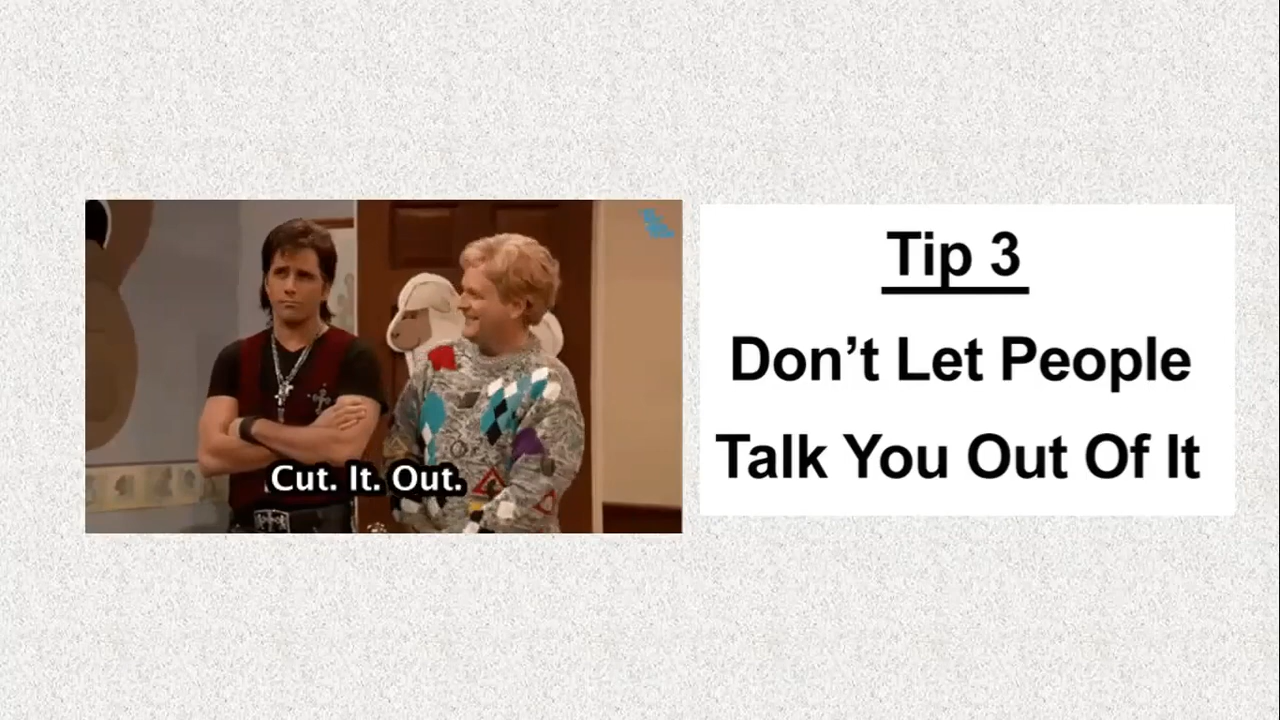 Cut. It. Out.
Tip 3
Don’t Let People
Talk You Out Of It